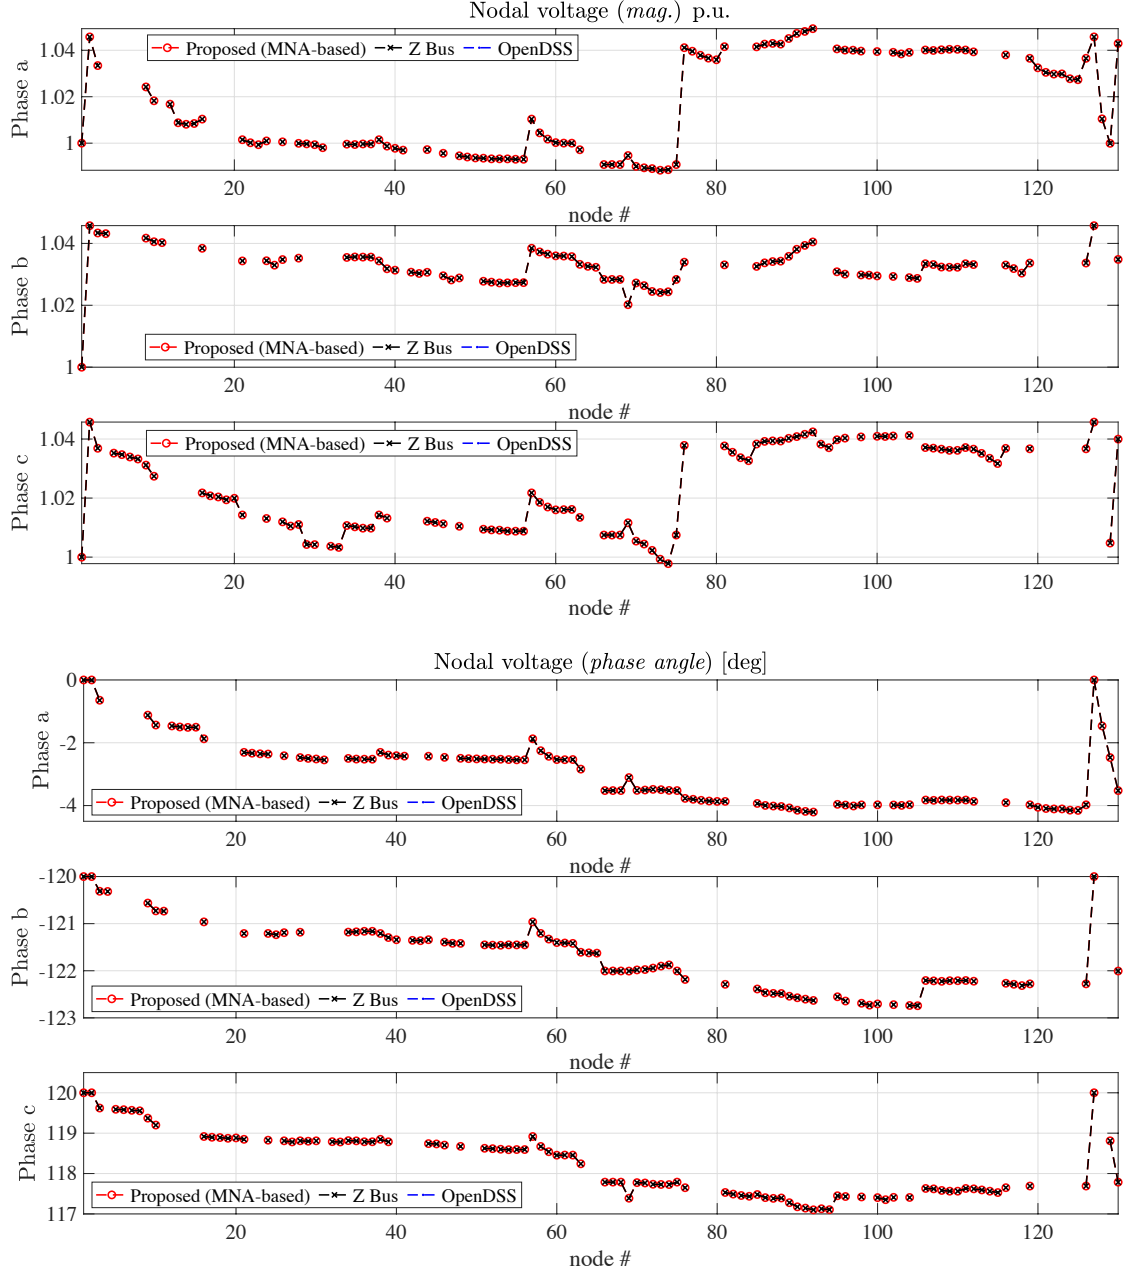 Nodal voltage (mag.) p.u.
Phase a
1.04
1.02
1
Proposed (MNA-based) Z Bus OpenDSS
20 40 60 80 100 120
node #
Phase b
1.04
1.02
1
Proposed (MNA-based) Z Bus OpenDSS
20 40 60 80 100 120
node #
Phase c
1.04
1.02
1
Proposed (MNA-based) Z Bus OpenDSS
20 40 60 80 100 120
node #
Nodal voltage (phase angle) [deg]
Phase a
0
-2
-4
Proposed (MNA-based) Z Bus OpenDSS
20 40 60 80 100 120
node #
Phase b
-120
-121
-122
-123
Proposed (MNA-based) Z Bus OpenDSS
20 40 60 80 100 120
node #
Phase c
120
119
118
117
Proposed (MNA-based) Z Bus OpenDSS
20 40 60 80 100 120
node #